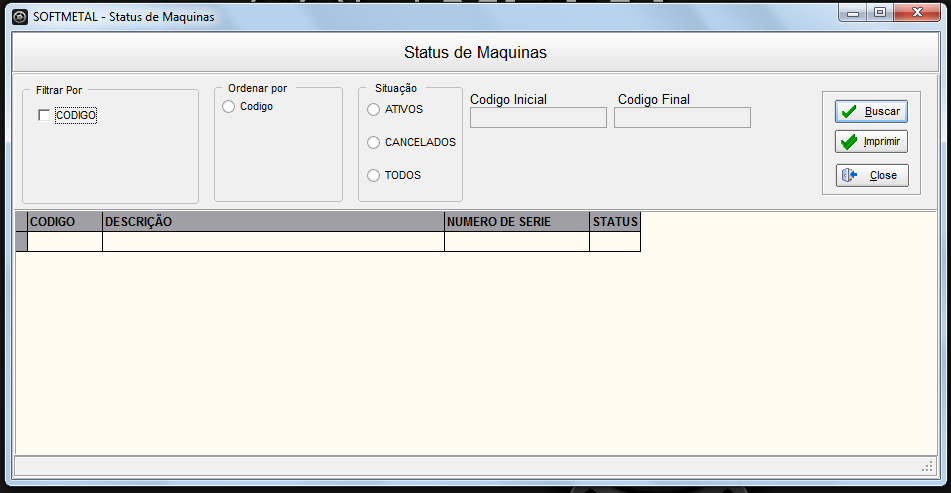 SOFTMETAL - Status de Maquinas
Status de Maquinas
Filtrar Por
CODIGO
Ordenar por
Codigo
Situação
ATIVOS
CANCELADOS
TODOS
Codigo Inicial
Codigo Final
Buscar
Imprimir
Close
CODIGO DESCRIÇÃO NUMERO DE SERIE STATUS